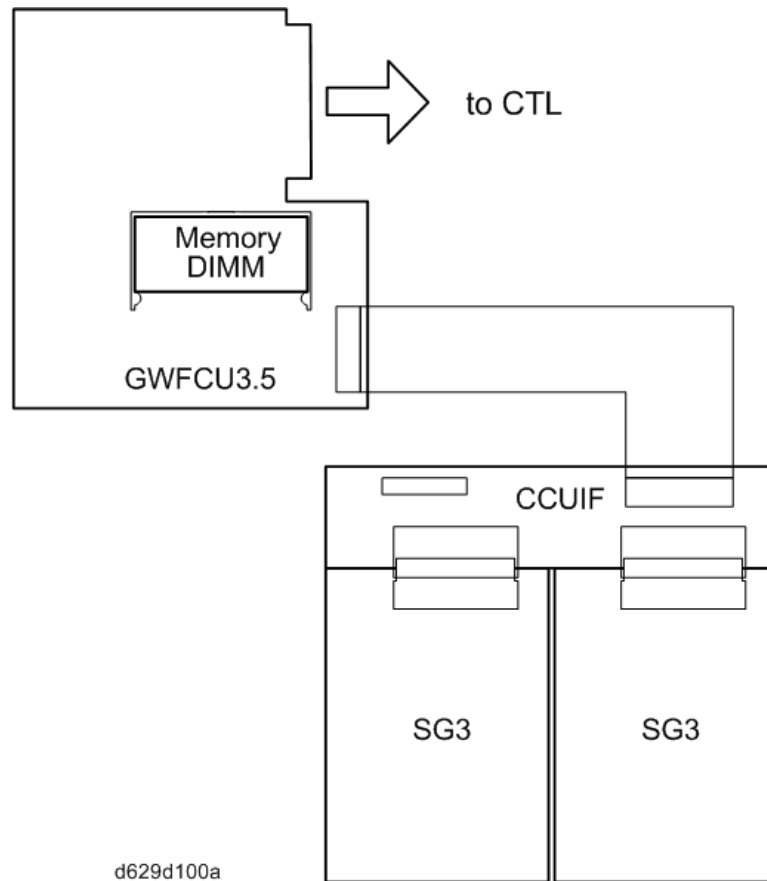 to CTL
Memory
DIMM
GWFCU3.5
CCUIF
SG3
SG3
d629d100a